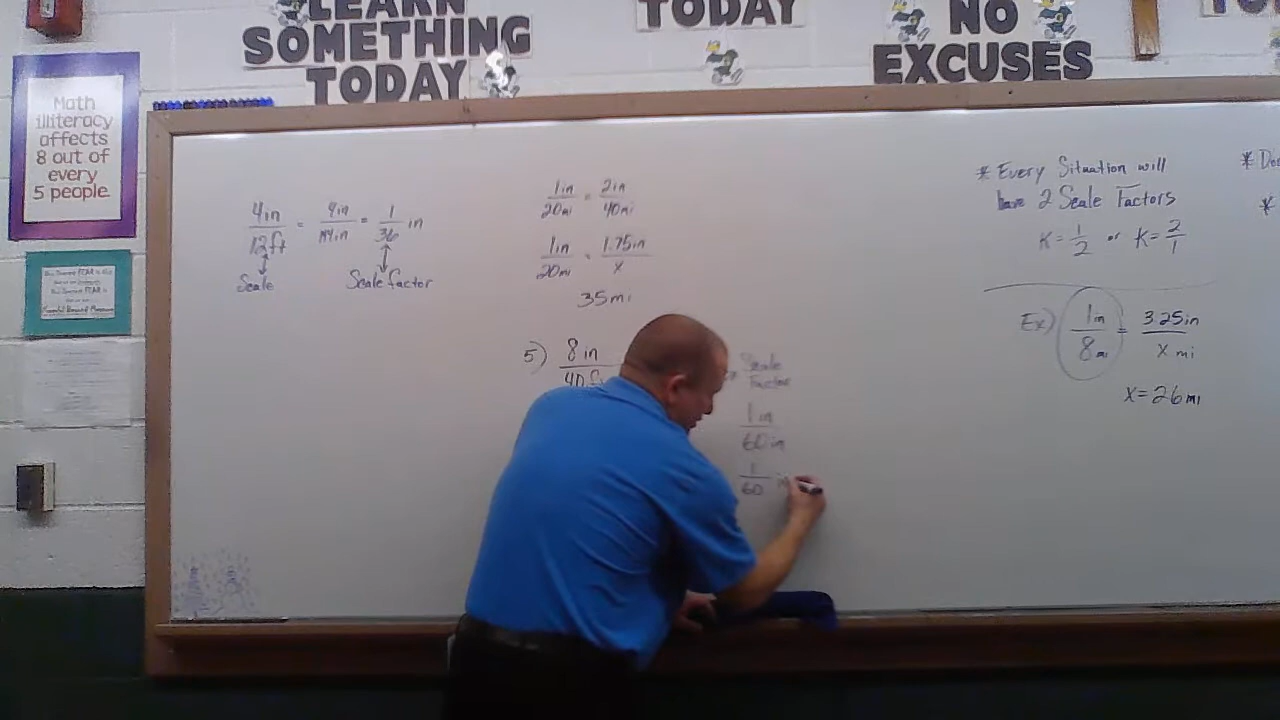 LEARN
SOMETHING
TODAY
TODAY
NO
EXCUSES
Math
illiteracy
affects
8 out of
every
5 people.
4in/12ft = 4in/144in = 1/36 in
Scale
Scale factor
1in/20mi = 2in/40mi
1in/20mi = 1.75in/x
35mi
5) 8in/40
Scale
Factor
1in/60in
1/60
* Every Situation will
have 2 Scale Factors
K=1/2 or K=2/1
Ex) 1in/8mi = 3.25in/x mi
x=26mi
*
*